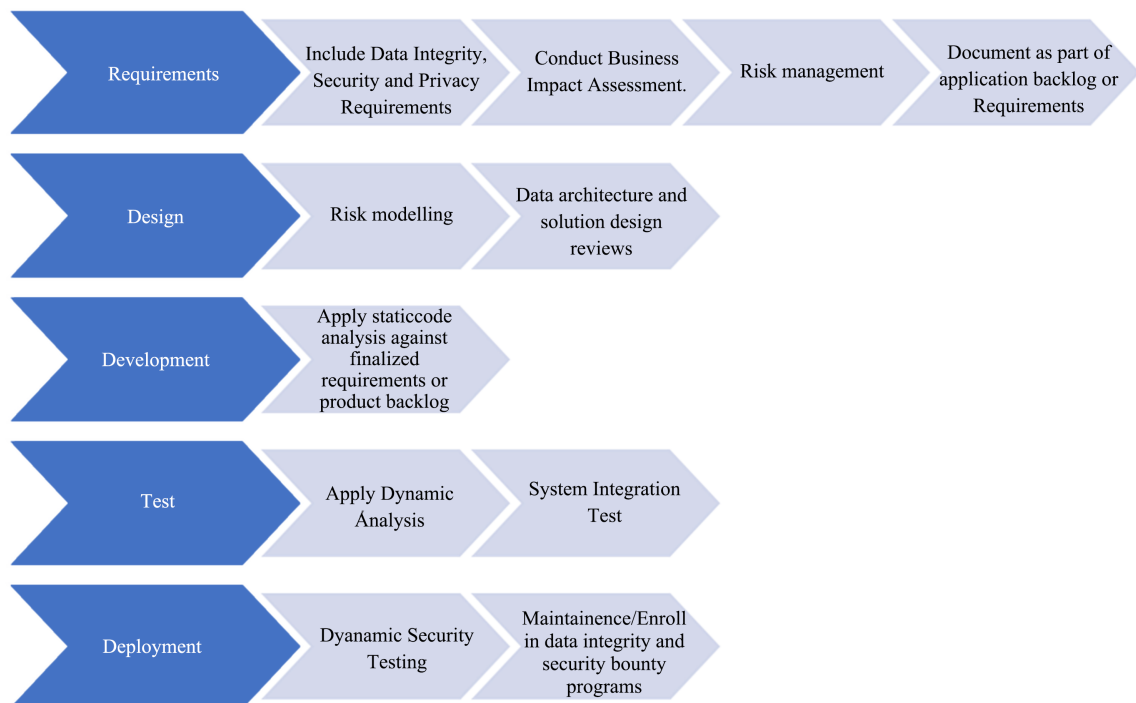 Requirements
Include Data Integrity,
Security and Privacy
Requirements
Conduct Business
Impact Assessment.
Risk management
Document as part of
application backlog or
Requirements
Design
Risk modelling
Data architecture and
solution design
reviews
Development
Apply staticcode
analysis against
finalized
requirements or
product backlog
Test
Apply Dynamic
Ánalysis
System Integration
Test
Deployment
Dyanamic Security
Testing
Maintainence/Enroll
in data integrity and
security bounty
programs